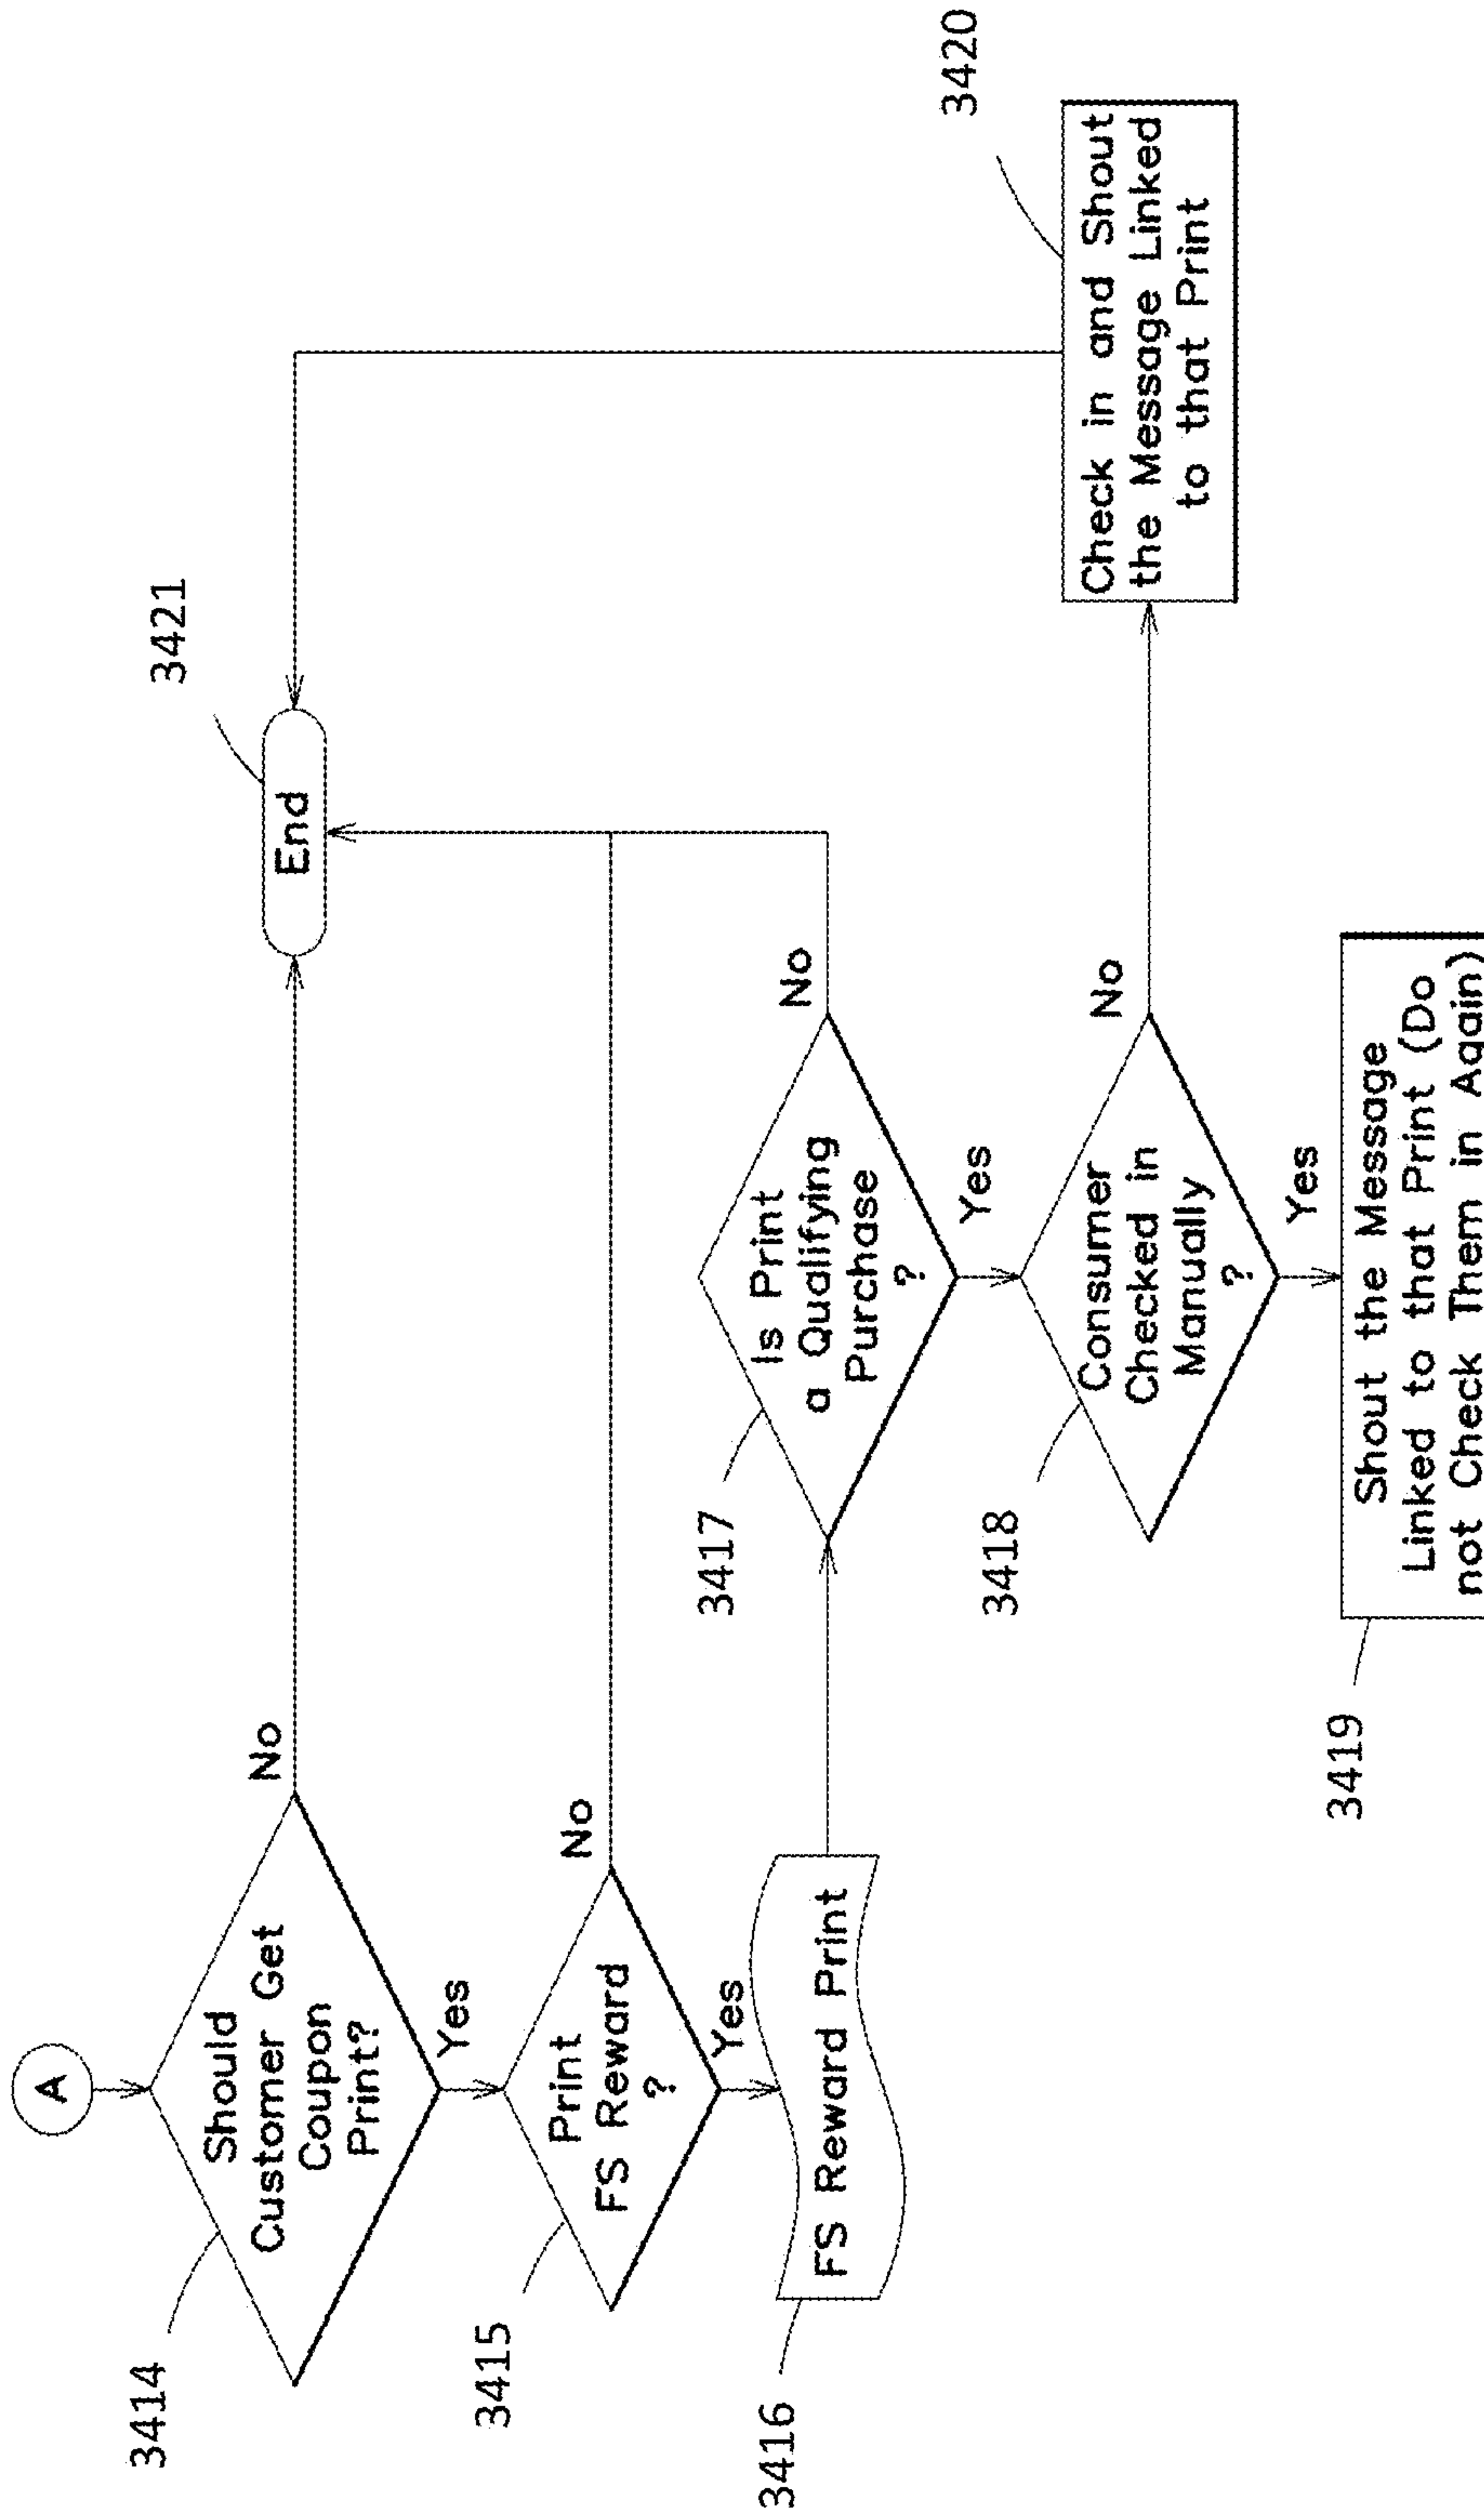 A
3414
Should
Customer Get
Coupon
Print?
No
Yes
3415
Print
FS Reward
?
No
Yes
3416
FS Reward Print
3417
Is Print
a Qualifying
Purchase
?
No
Yes
3418
Consumer
Checked in
Manually
?
No
Yes
3419
Shout the Message
Linked to that Print (Do
not Check Them in Again)
3420
Check in and Shout
the Message Linked
to that Print
3421
End